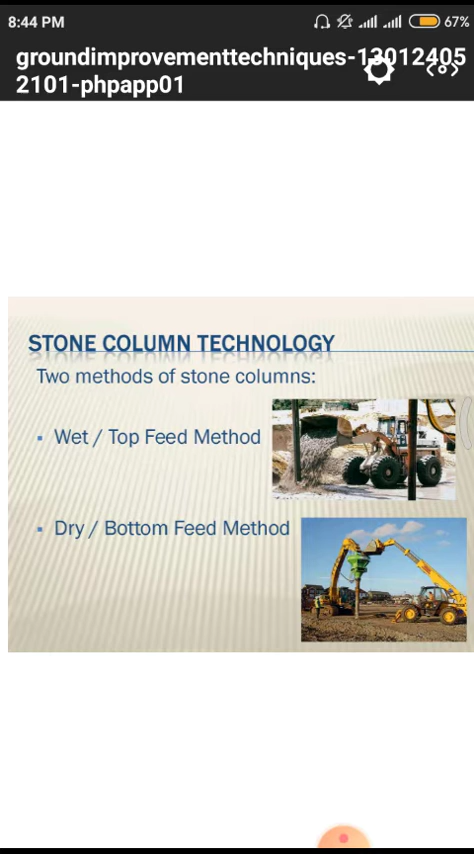 8:44 PM 67%
groundimprovementtechniques-13012405
2101-phpapp01
STONE COLUMN TECHNOLOGY
Two methods of stone columns:
▪ Wet / Top Feed Method
▪ Dry / Bottom Feed Method